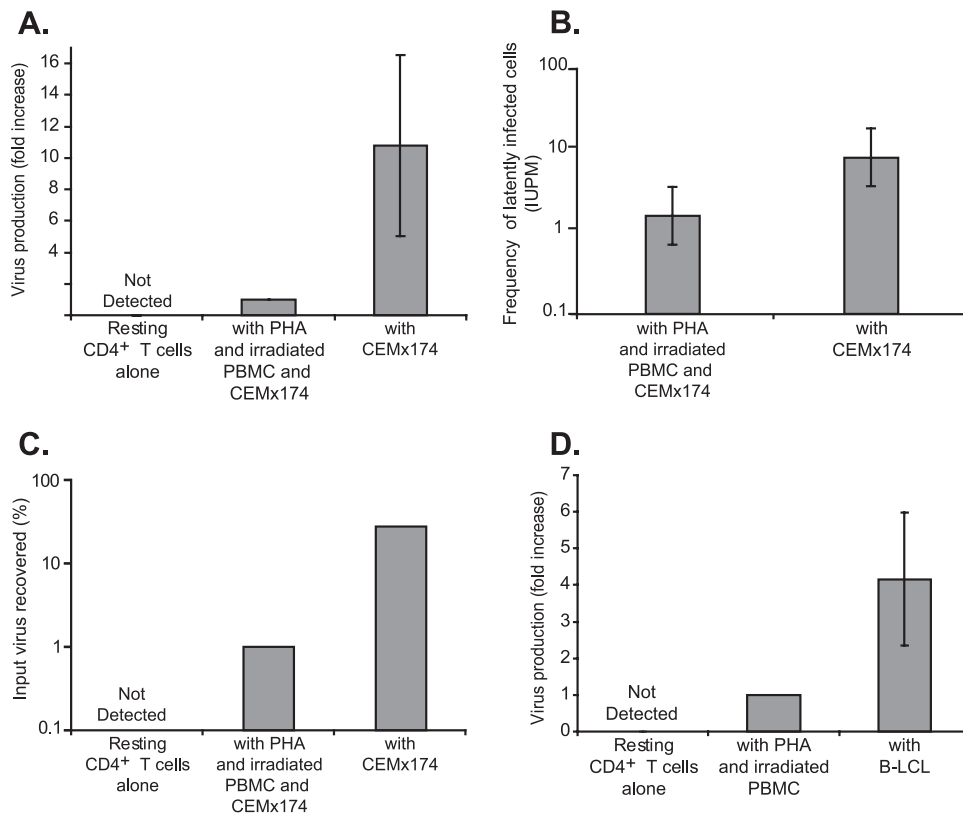 A.
Virus production (fold increase)
16
14
12
10
8
6
4
Not
Detected
Resting
CD4+ T cells
alone
with PHA
and irradiated
PBMC and
CEMx174
with
CEMx174
B.
Frequency of latently infected cells
(IUPM)
100
10
1
0.1
with PHA
and irradiated
PBMC and
CEMx174
with
CEMx174
C.
Input virus recovered (%)
100
10
1
0.1
Not
Detected
Resting
CD4+ T cells
alone
with PHA
and irradiated
PBMC and
CEMx174
with
CEMx174
D.
Virus production (fold increase)
7
6
5
4
3
2
1
0
Not
Detected
Resting
CD4+ T cells
alone
with PHA
and irradiated
PBMC
with
B-LCL